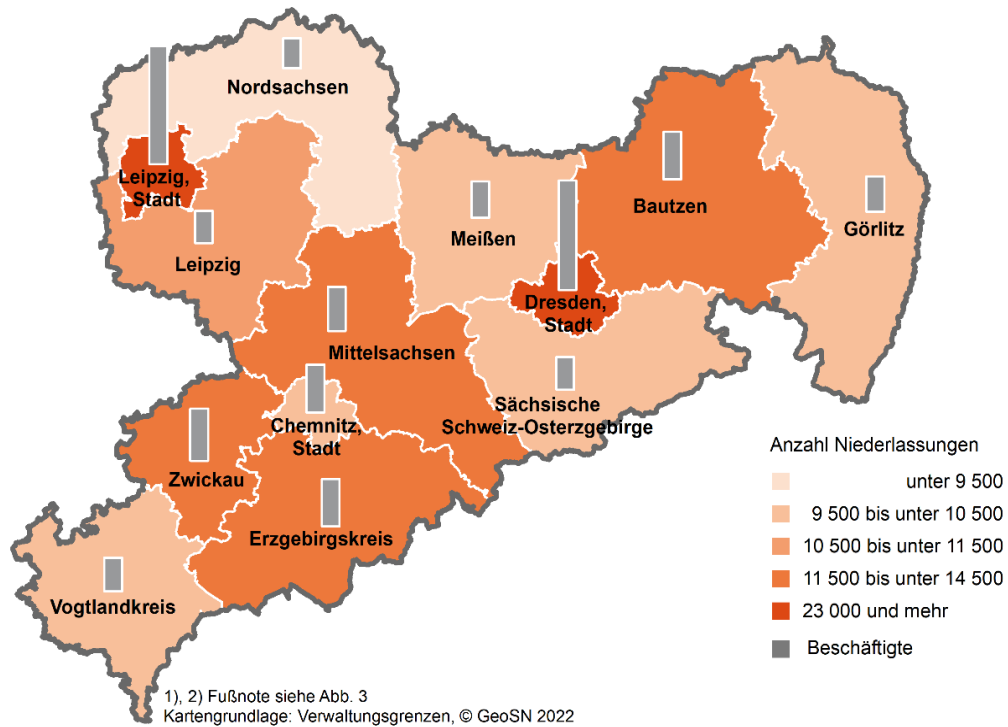 Nordsachsen
Leipzig,
Stadt
Leipzig
Meißen
Bautzen
Görlitz
Dresden,
Stadt
Mittelsachsen
Sächsische
Schweiz-Osterzgebirge
Chemnitz,
Stadt
Zwickau
Erzgebirgskreis
Vogtlandkreis
Anzahl Niederlassungen
unter 9 500
9 500 bis unter 10 500
10 500 bis unter 11 500
11 500 bis unter 14 500
23 000 und mehr
Beschäftigte
1), 2) Fußnote siehe Abb. 3
Kartengrundlage: Verwaltungsgrenzen, © GeoSN 2022